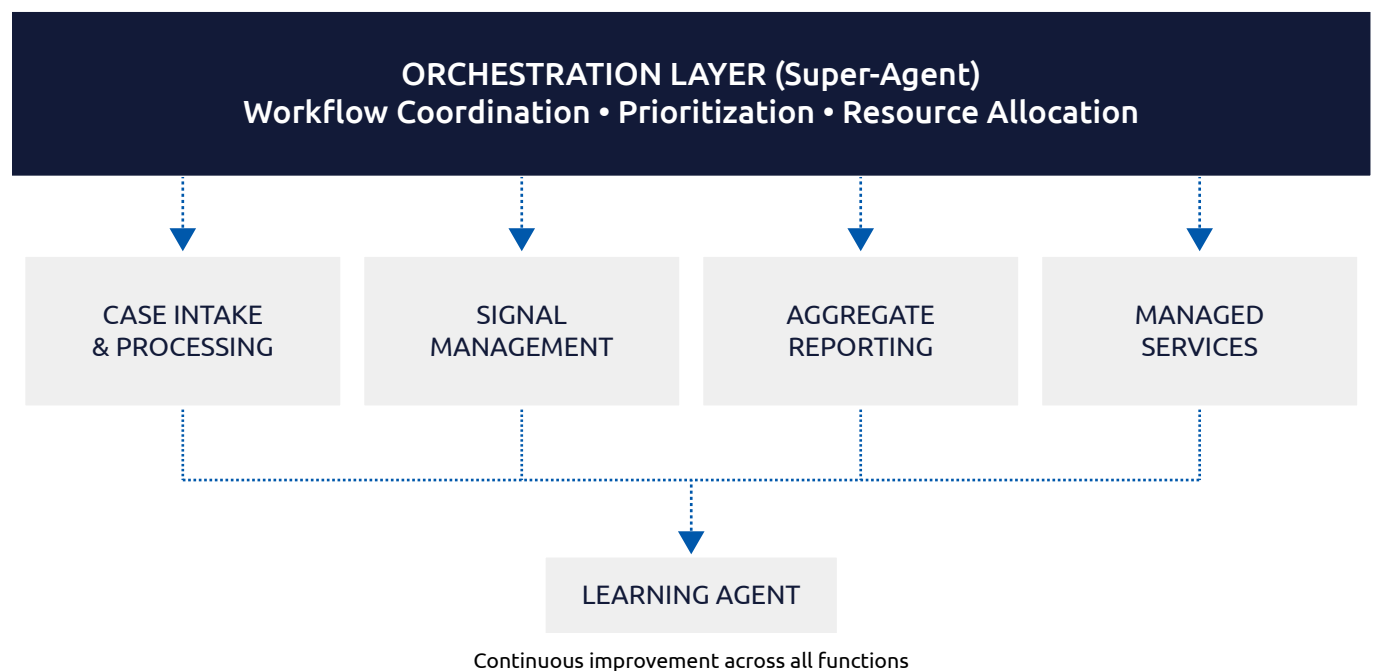 ORCHESTRATION LAYER (Super-Agent)
Workflow Coordination • Prioritization • Resource Allocation
CASE INTAKE
& PROCESSING
SIGNAL
MANAGEMENT
AGGREGATE
REPORTING
MANAGED
SERVICES
LEARNING AGENT
Continuous improvement across all functions